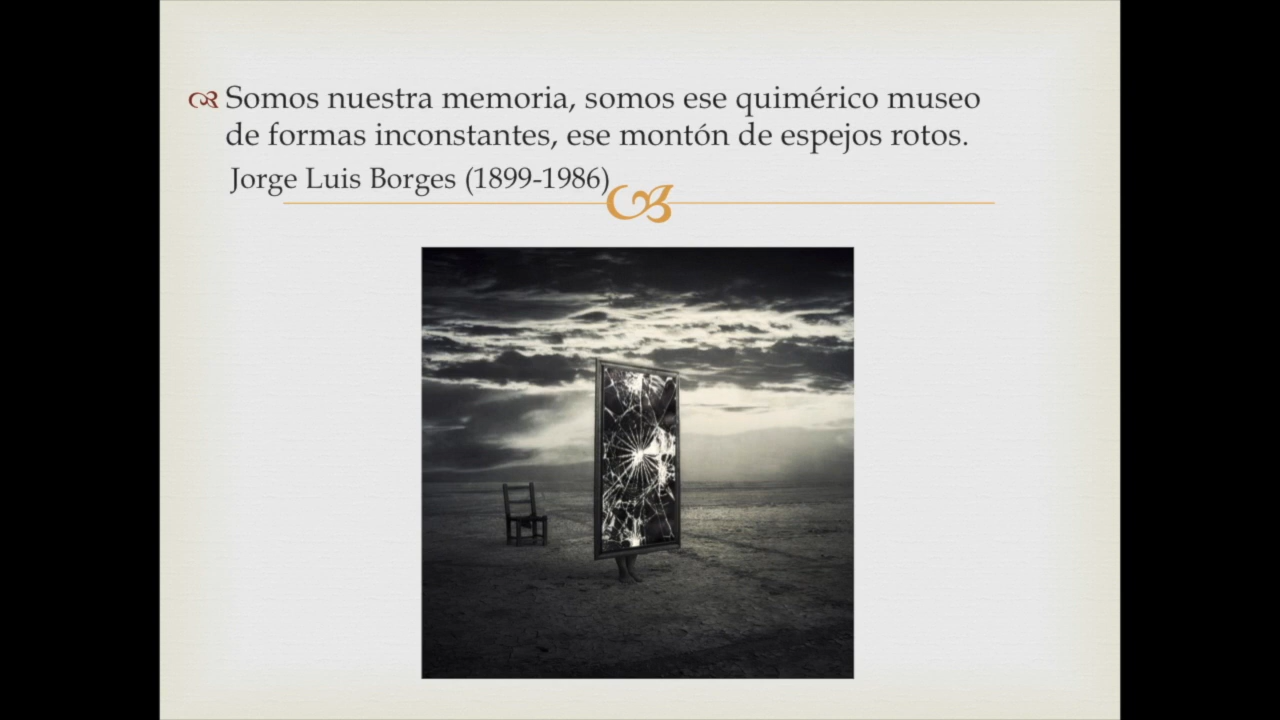 Somos nuestra memoria, somos ese quimérico museo
de formas inconstantes, ese montón de espejos rotos.
Jorge Luis Borges (1899-1986)